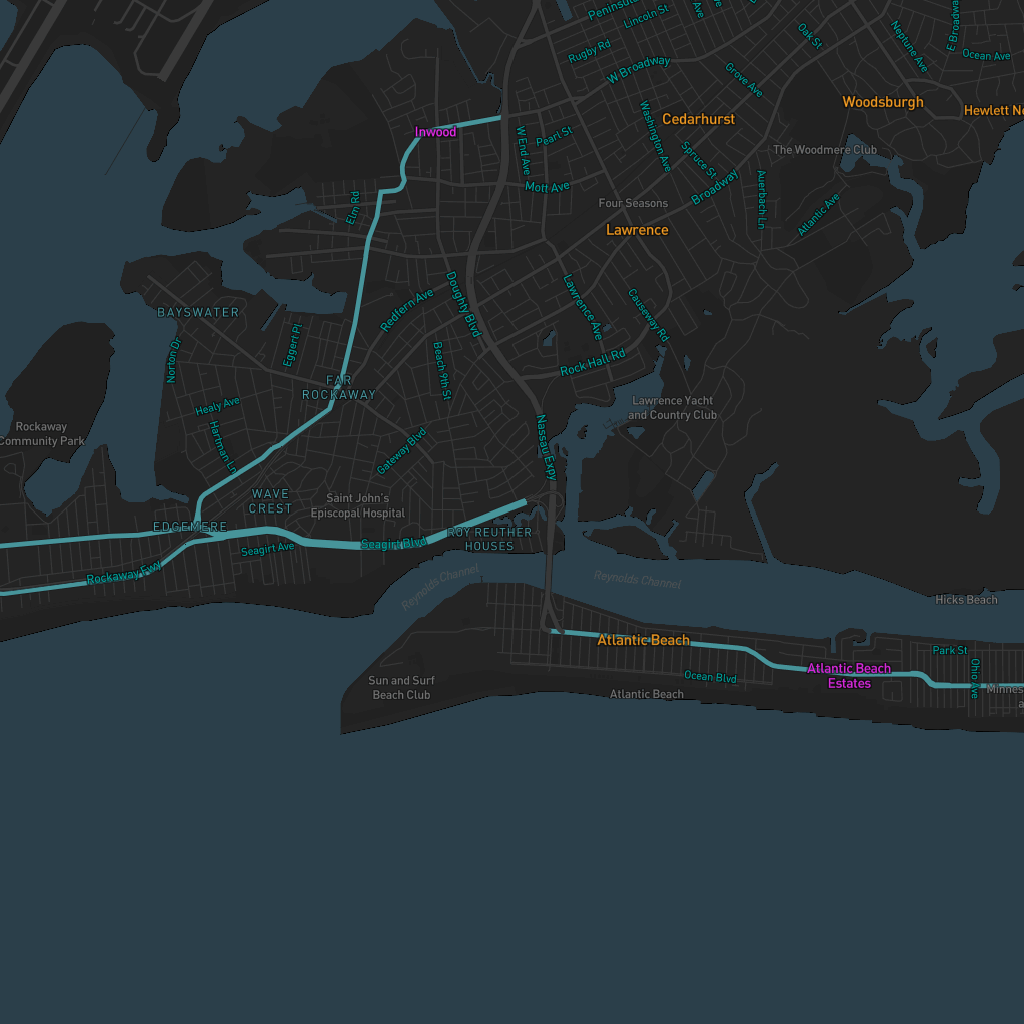 Peninsula
Lincoln St
Ave
Rugby Rd
W Broadway
Oak St
Neptune Ave
E Broadway
Ocean Ave
Grove Ave
Woodsburgh
Hewlett N
Inwood
W End Ave
Pearl St
Washington Ave
Cedarhurst
Spruce St
The Woodmere Club
Mott Ave
Broadway
Auerbach Ln
Atlantic Ave
Elm Rd
Four Seasons
Lawrence
BAYSWATER
Redfern Ave
Doughty Blvd
Lawrence Ave
Causeway Rd
Norton Dr
Eggert Pl
Beach 9th St
Rock Hall Rd
FAR
ROCKAWAY
Healy Ave
Hartman Ln
Lawrence Yacht
and Country Club
Rockaway
Community Park
Gateway Blvd
Nassau Expy
WAVE
CREST
Saint John's
Episcopal Hospital
EDGEMERE
ROY REUTHER
HOUSES
Seagirt Ave
Seagirt Blvd
Rockaway Fwy
Reynolds Channel
Reynolds Channel
Hicks Beach
Atlantic Beach
Park St
Atlantic Beach
Estates
Ohio Ave
Ocean Blvd
Sun and Surf
Beach Club
Atlantic Beach
Minnes
a